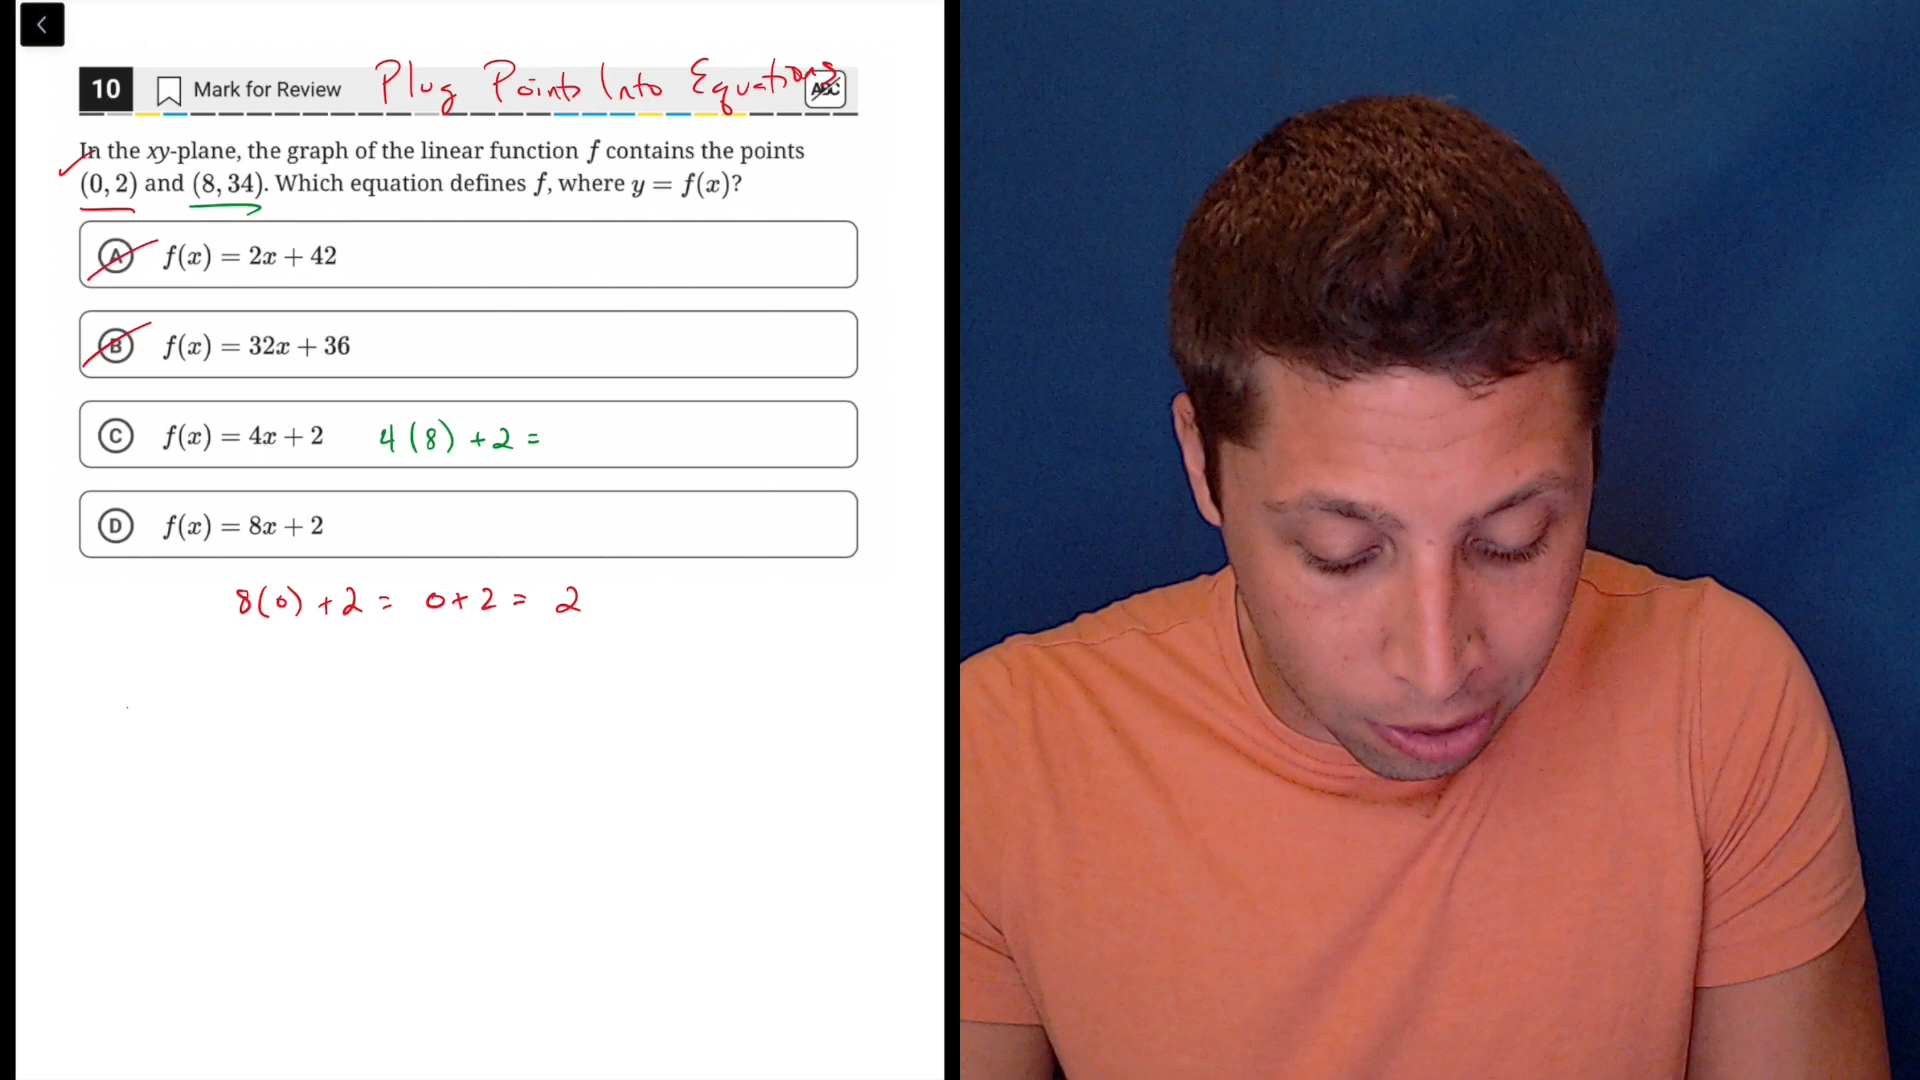 10 Mark for Review Plug Points Into Equations ABC
In the xy-plane, the graph of the linear function f contains the points
(0, 2) and (8, 34). Which equation defines f, where y = f(x)?
A f(x) = 2x + 42
B f(x) = 32x + 36
C f(x) = 4x + 2 4(8) + 2 =
D f(x) = 8x + 2
8(0) + 2 = 0 + 2 = 2